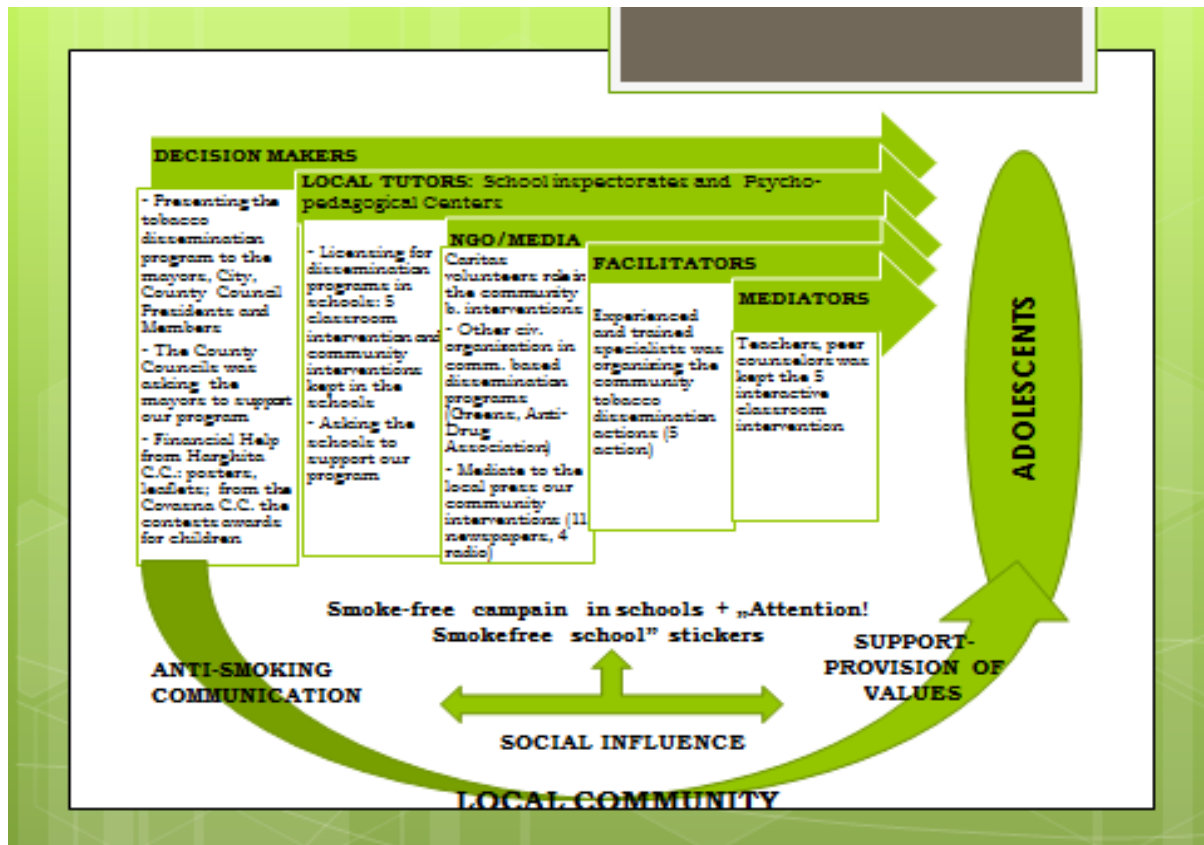 DECISION MAKERS
- Presenting the
tobacco
dissemination
program to the
mayors, City,
County Council
Presidents and
Members
- The County
Councils was
asking the
mayors to support
our program
- Financial Help
from Harghita
C.C.: posters,
leaflets; from the
Covasna C.C. the
contests awards
for children
LOCAL TUTORS: School inspectorates and Psycho-
pedagogical Centers
- Licensing for
dissemination
programs in
schools: 5
classroom
intervention and
community
interventions
kept in the
schools
- Asking the
schools to
support our
program
NGO/MEDIA
Caritas
volunteers role in
the community
b. interventions
- Other civ.
organization in
comm. based
dissemination
programs
(Greens, Anti-
Drug
Association)
- Mediate to the
local press our
community
interventions (11
newspapers, 4
radio)
FACILITATORS
Experienced
and trained
specialists was
organizing the
community
tobacco
dissemination
actions (5
action)
MEDIATORS
Teachers, peer
counselors was
kept the 5
interactive
classroom
intervention
ADOLESCENTS
Smoke-free campain in schools + „Attention!
Smokefree school” stickers
ANTI-SMOKING
COMMUNICATION
SUPPORT-
PROVISION OF
VALUES
SOCIAL INFLUENCE
LOCAL COMMUNITY